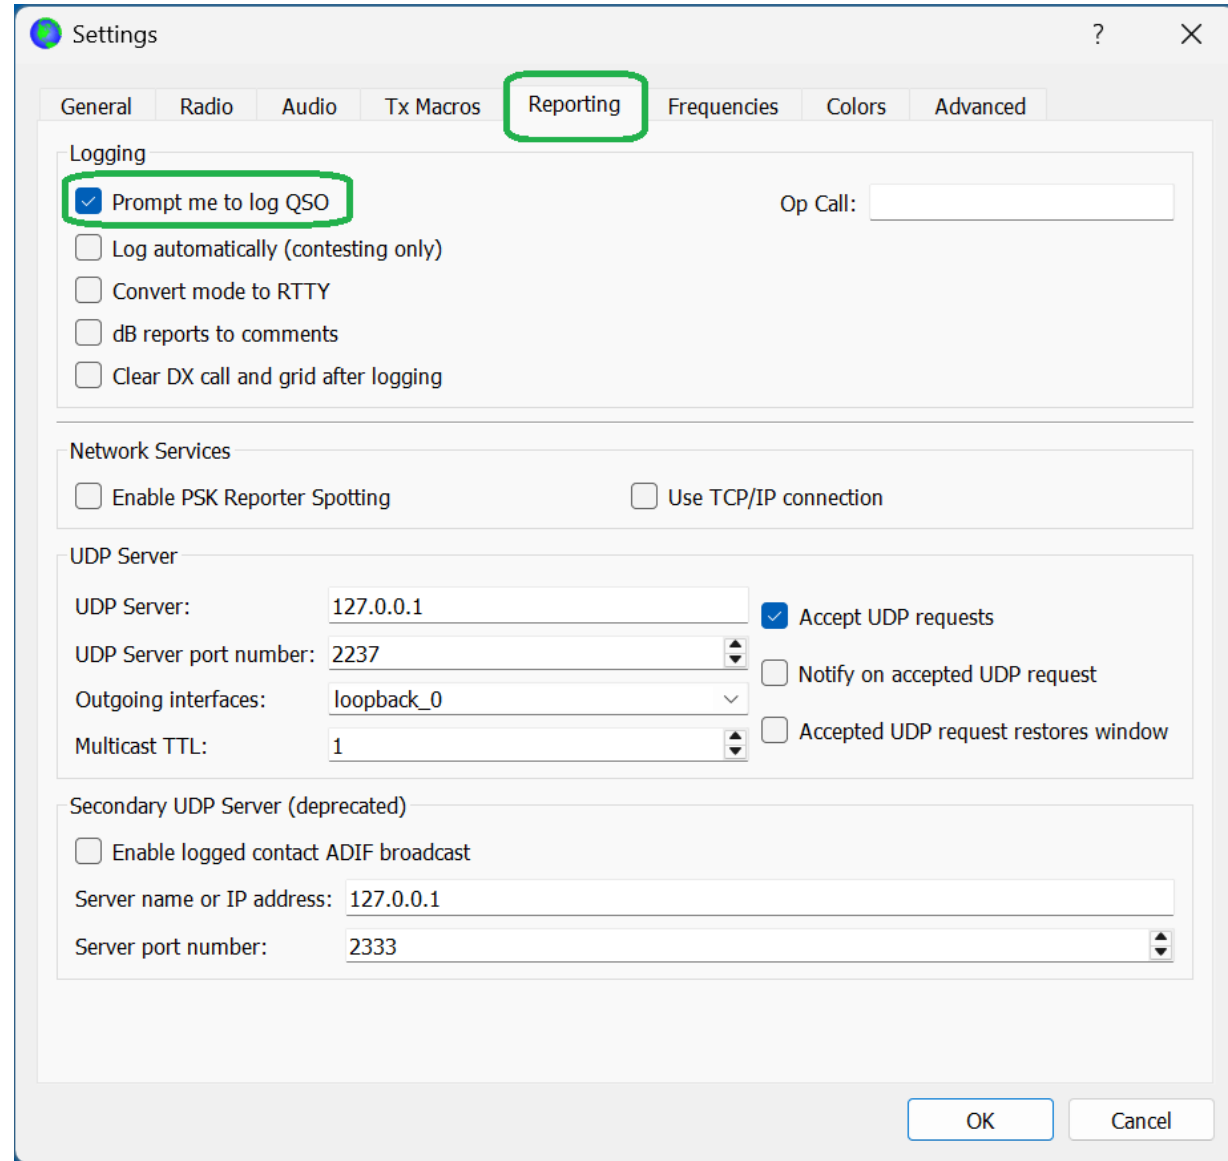 Settings ?
General Radio Audio Tx Macros Reporting Frequencies Colors Advanced
Logging
Prompt me to log QSO Op Call:
Log automatically (contesting only)
Convert mode to RTTY
dB reports to comments
Clear DX call and grid after logging
Network Services
Enable PSK Reporter Spotting Use TCP/IP connection
UDP Server
UDP Server: 127.0.0.1 Accept UDP requests
UDP Server port number: 2237
Notify on accepted UDP request
Outgoing interfaces: loopback_0
Accepted UDP request restores window
Multicast TTL: 1
Secondary UDP Server (deprecated)
Enable logged contact ADIF broadcast
Server name or IP address: 127.0.0.1
Server port number: 2333
OK Cancel